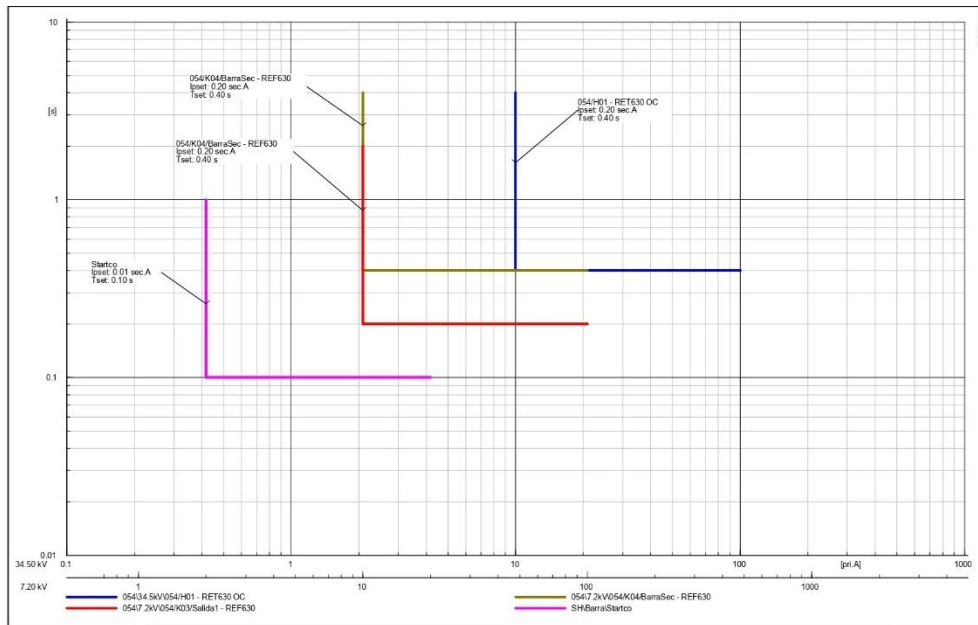 10
054/K04/BarraSec - REF630
Ipset: 0.20 sec.A
Tset: 0.40 s
[s]
054/H01 - RET630 OC
Ipset: 0.20 sec.A
Tset: 0.40 s
054/K04/BarraSec - REF630
Ipset: 0.20 sec.A
Tset: 0.40 s
1
Startco
Ipset: 0.01 sec.A
Tset: 0.10 s
0.1
0.01
34.50 kV 0.1 1 10 100 [pri.A] 1000
7.20 kV 1 10 100 1000
054\34.5kV\054/H01 - RET630 OC
054\7.2kV\054/K04/BarraSec - REF630
054\7.2kV\054/K03/Salida1 - REF630
SH\Barra\Startco